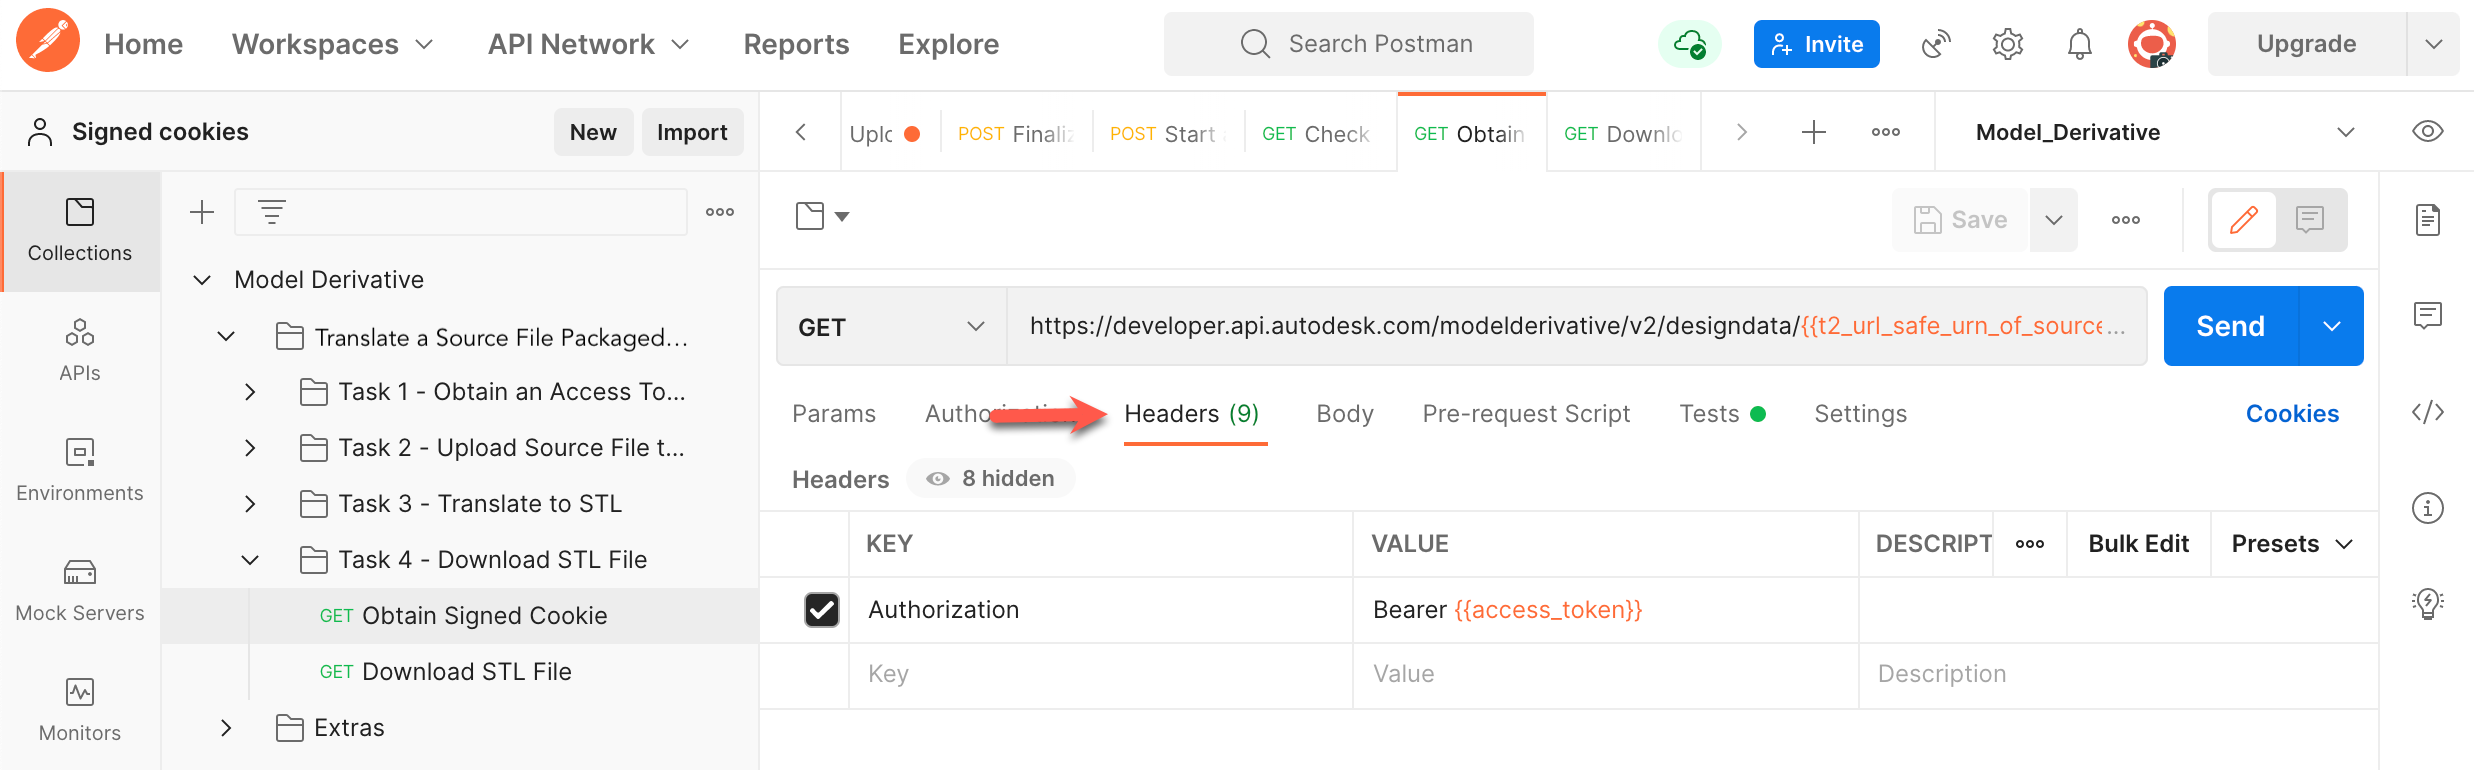 Home Workspaces API Network Reports Explore Search Postman Invite Upgrade
Signed cookies New Import
Uplo POST Finaliz POST Start GET Check GET Obtain GET Downlo Model_Derivative
Collections
APIs
Environments
Mock Servers
Monitors
Model Derivative
Translate a Source File Packaged...
Task 1 - Obtain an Access To...
Task 2 - Upload Source File t...
Task 3 - Translate to STL
Task 4 - Download STL File
GET Obtain Signed Cookie
GET Download STL File
Extras
Save
GET https://developer.api.autodesk.com/modelderivative/v2/designdata/{{t2_url_safe_urn_of_source... Send
Params Headers (9) Body Pre-request Script Tests Settings Cookies
Headers 8 hidden
KEY VALUE DESCRIPT Bulk Edit Presets
Authorization Bearer {{access_token}}
Key Value Description